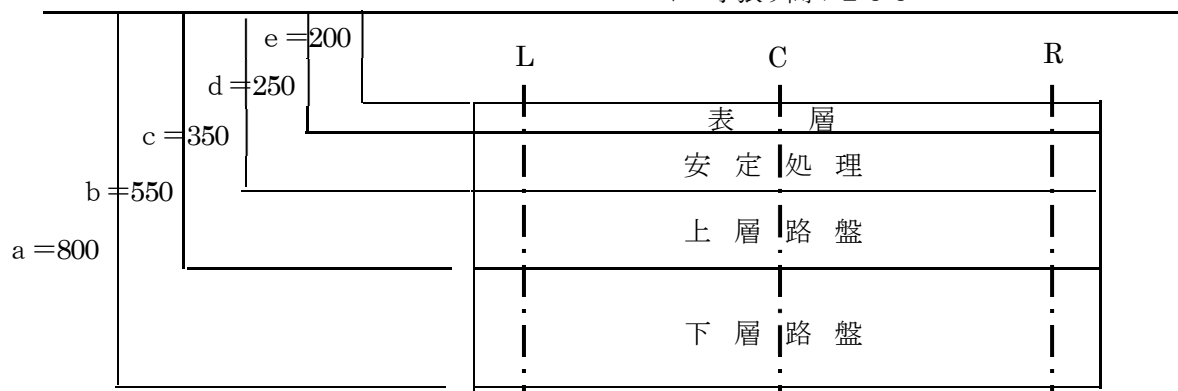 e=200
L C R
d=250
表 層
c=350
安 定 処 理
b=550
上 層 路 盤
a=800
下 層 路 盤